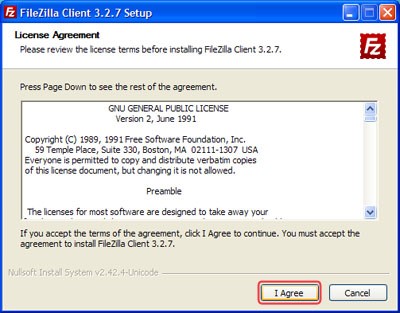 FileZilla Client 3.2.7 Setup
License Agreement
Please review the license terms before installing FileZilla Client 3.2.7.
Fz
Press Page Down to see the rest of the agreement.
GNU GENERAL PUBLIC LICENSE
Version 2, June 1991
Copyright (C) 1989, 1991 Free Software Foundation, Inc.
59 Temple Place, Suite 330, Boston, MA 02111-1307 USA
Everyone is permitted to copy and distribute verbatim copies
of this license document, but changing it is not allowed.
Preamble
The licenses for most software are designed to take away your
If you accept the terms of the agreement, click I Agree to continue. You must accept the
agreement to install FileZilla Client 3.2.7.
Nullsoft Install System v2.42.4-Unicode
I Agree
Cancel